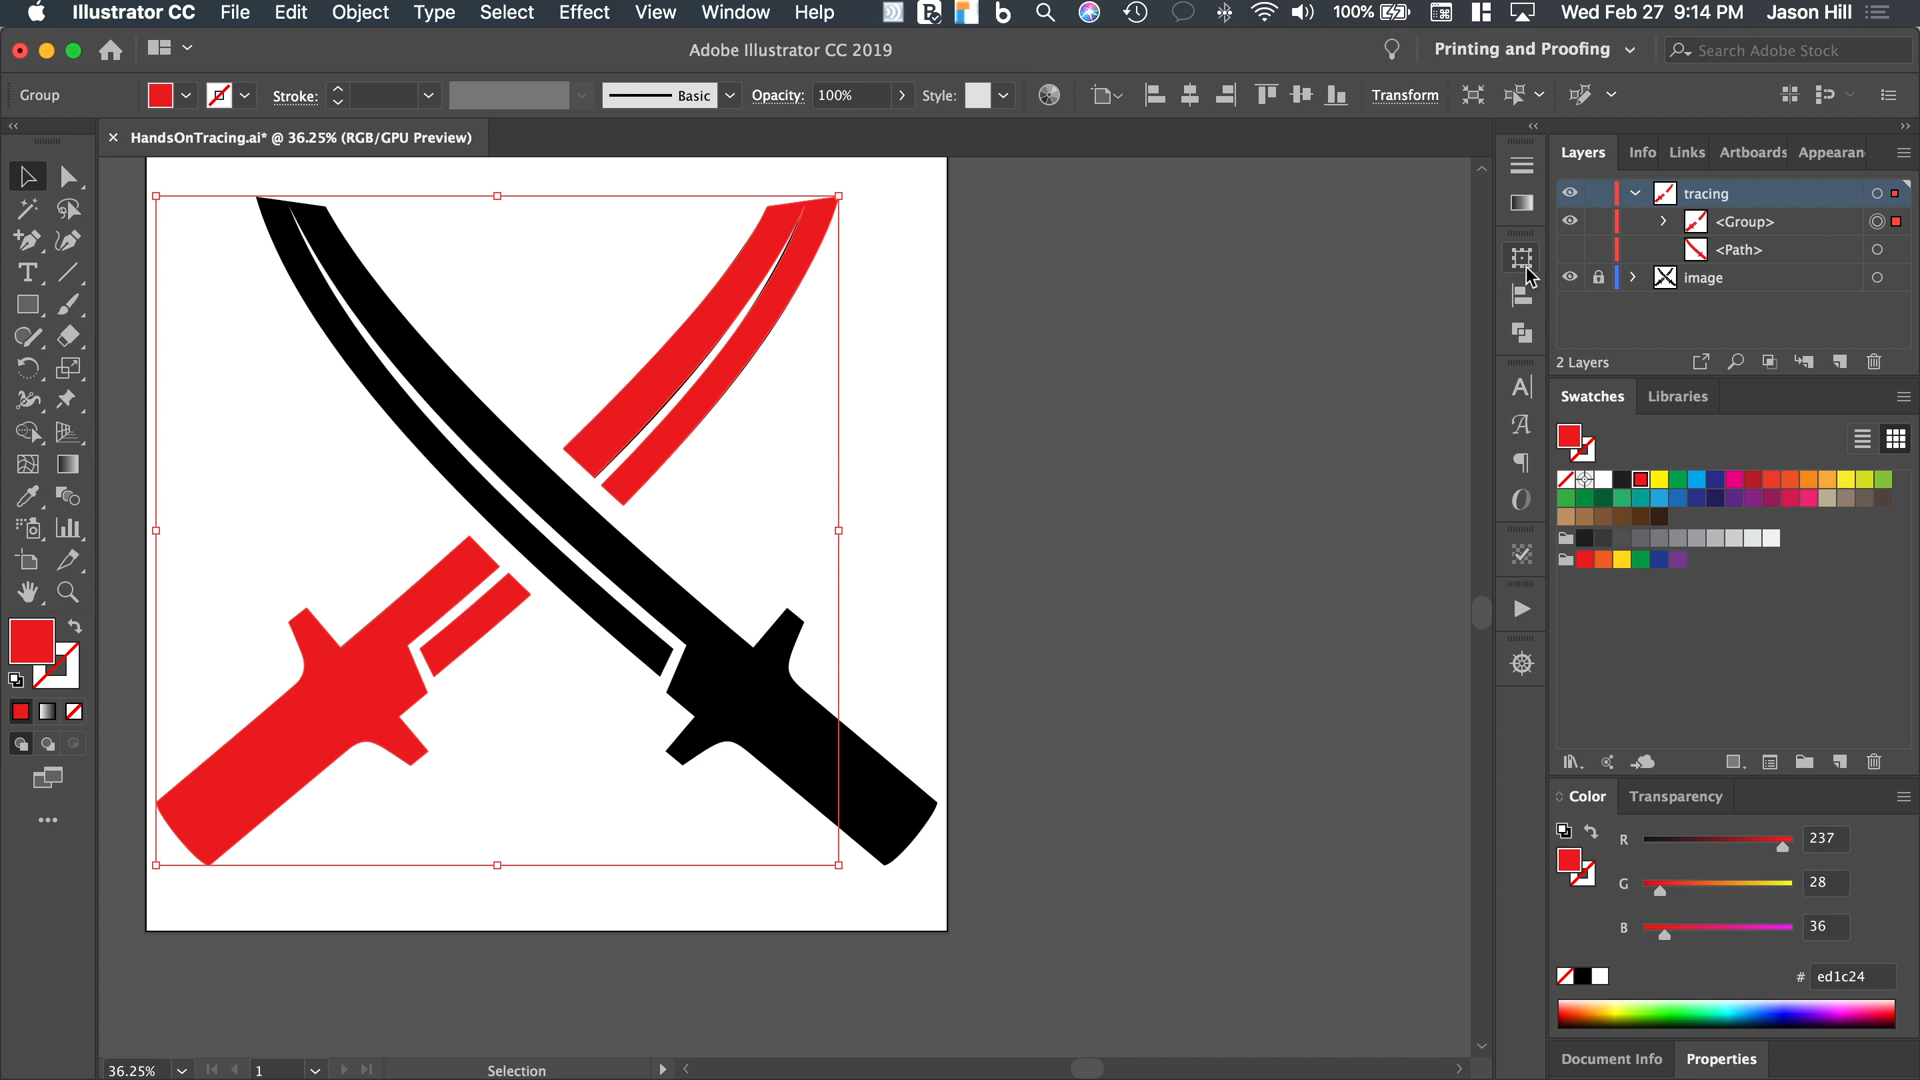 Illustrator CC File Edit Object Type Select Effect View Window Help 100% Wed Feb 27 9:14 PM Jason Hill
Adobe Illustrator CC 2019 Printing and Proofing Search Adobe Stock
Group Stroke: Basic Opacity: 100% Style: Transform
HandsOnTracing.ai* @ 36.25% (RGB/GPU Preview)
Layers Info Links Artboards Appearan
tracing
<Group>
<Path>
image
2 Layers
Swatches Libraries
Color Transparency
R 237
G 28
B 36
# ed1c24
Document Info Properties
36.25% 1 Selection